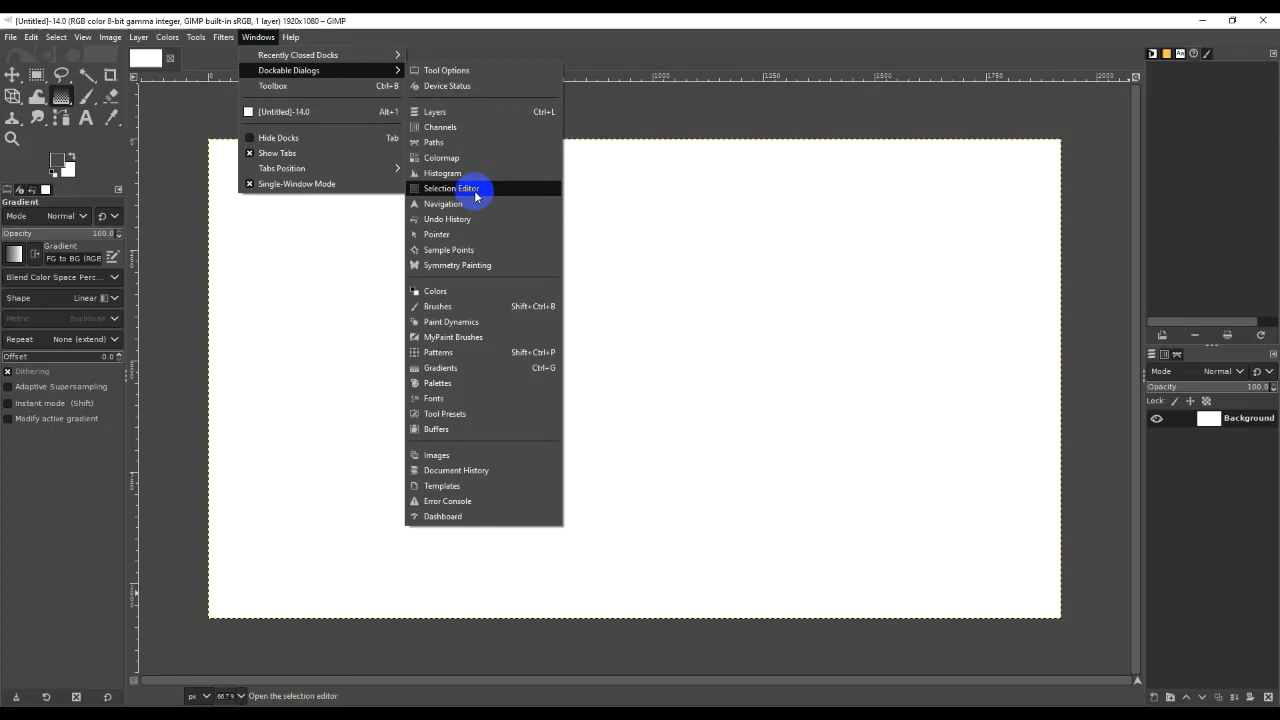 [Untitled]-14.0 (RGB color 8-bit gamma integer, GIMP built-in sRGB, 1 layer) 1920x1080 – GIMP
File Edit Select View Image Layer Colors Tools Filters Windows Help
Recently Closed Docks
Dockable Dialogs
Toolbox Ctrl+B
[Untitled]-14.0 Alt+1
Hide Docks Tab
Show Tabs
Tabs Position
Single-Window Mode
Tool Options
Device Status
Layers Ctrl+L
Channels
Paths
Colormap
Histogram
Selection Editor
Navigation
Undo History
Pointer
Sample Points
Symmetry Painting
Colors
Brushes Shift+Ctrl+B
Paint Dynamics
MyPaint Brushes
Patterns Shift+Ctrl+P
Gradients Ctrl+G
Palettes
Fonts
Tool Presets
Buffers
Images
Document History
Templates
Error Console
Dashboard
0 1000 1250 1500 1750 2000
Gradient
Mode Normal
Opacity 100.0
Gradient
FG to BG (RGB
Blend Color Space Perc...
Shape Linear
Metric Euclidean
Repeat None (extend)
Offset 0.0
Dithering
Adaptive Supersampling
Instant mode (Shift)
Modify active gradient
Aa
Mode Normal
Opacity 100.0
Lock:
Background
px 66.7 Open the selection editor